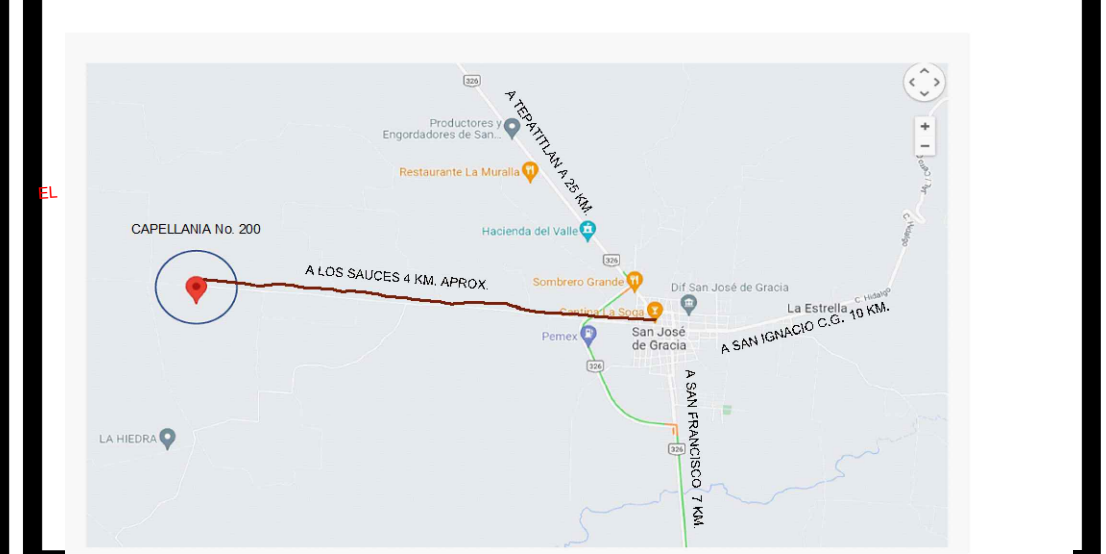 326
A TEPATITLAN A 25 KM.
Productores y
Engordadores de San...
Restaurante La Muralla
EL
CAPELLANIA No. 200
Hacienda del Valle
326
A LOS SAUCES 4 KM. APROX.
Sombrero Grande
Dif San José de Gracia
C. Hidalgo
C. Hidalgo
La Estrella
Cantina La Soga
A SAN IGNACIO C.G. 10 KM.
Pemex
San José
de Gracia
326
A SAN FRANCISCO 7 KM.
LA HIEDRA
326
+
−